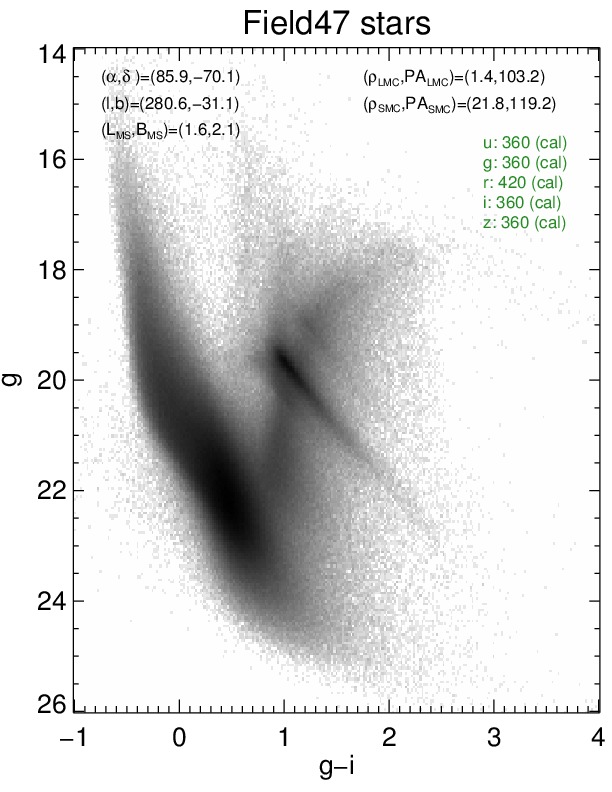 Field47 stars
(α,δ)=(85.9,−70.1)
(ρLMC,PALMC)=(1.4,103.2)
(l,b)=(280.6,−31.1)
(ρSMC,PASMC)=(21.8,119.2)
(LMS,BMS)=(1.6,2.1)
u: 360 (cal)
g: 360 (cal)
r: 420 (cal)
i: 360 (cal)
z: 360 (cal)
14
16
18
20
22
24
26
g
−1 0 1 2 3 4
g−i